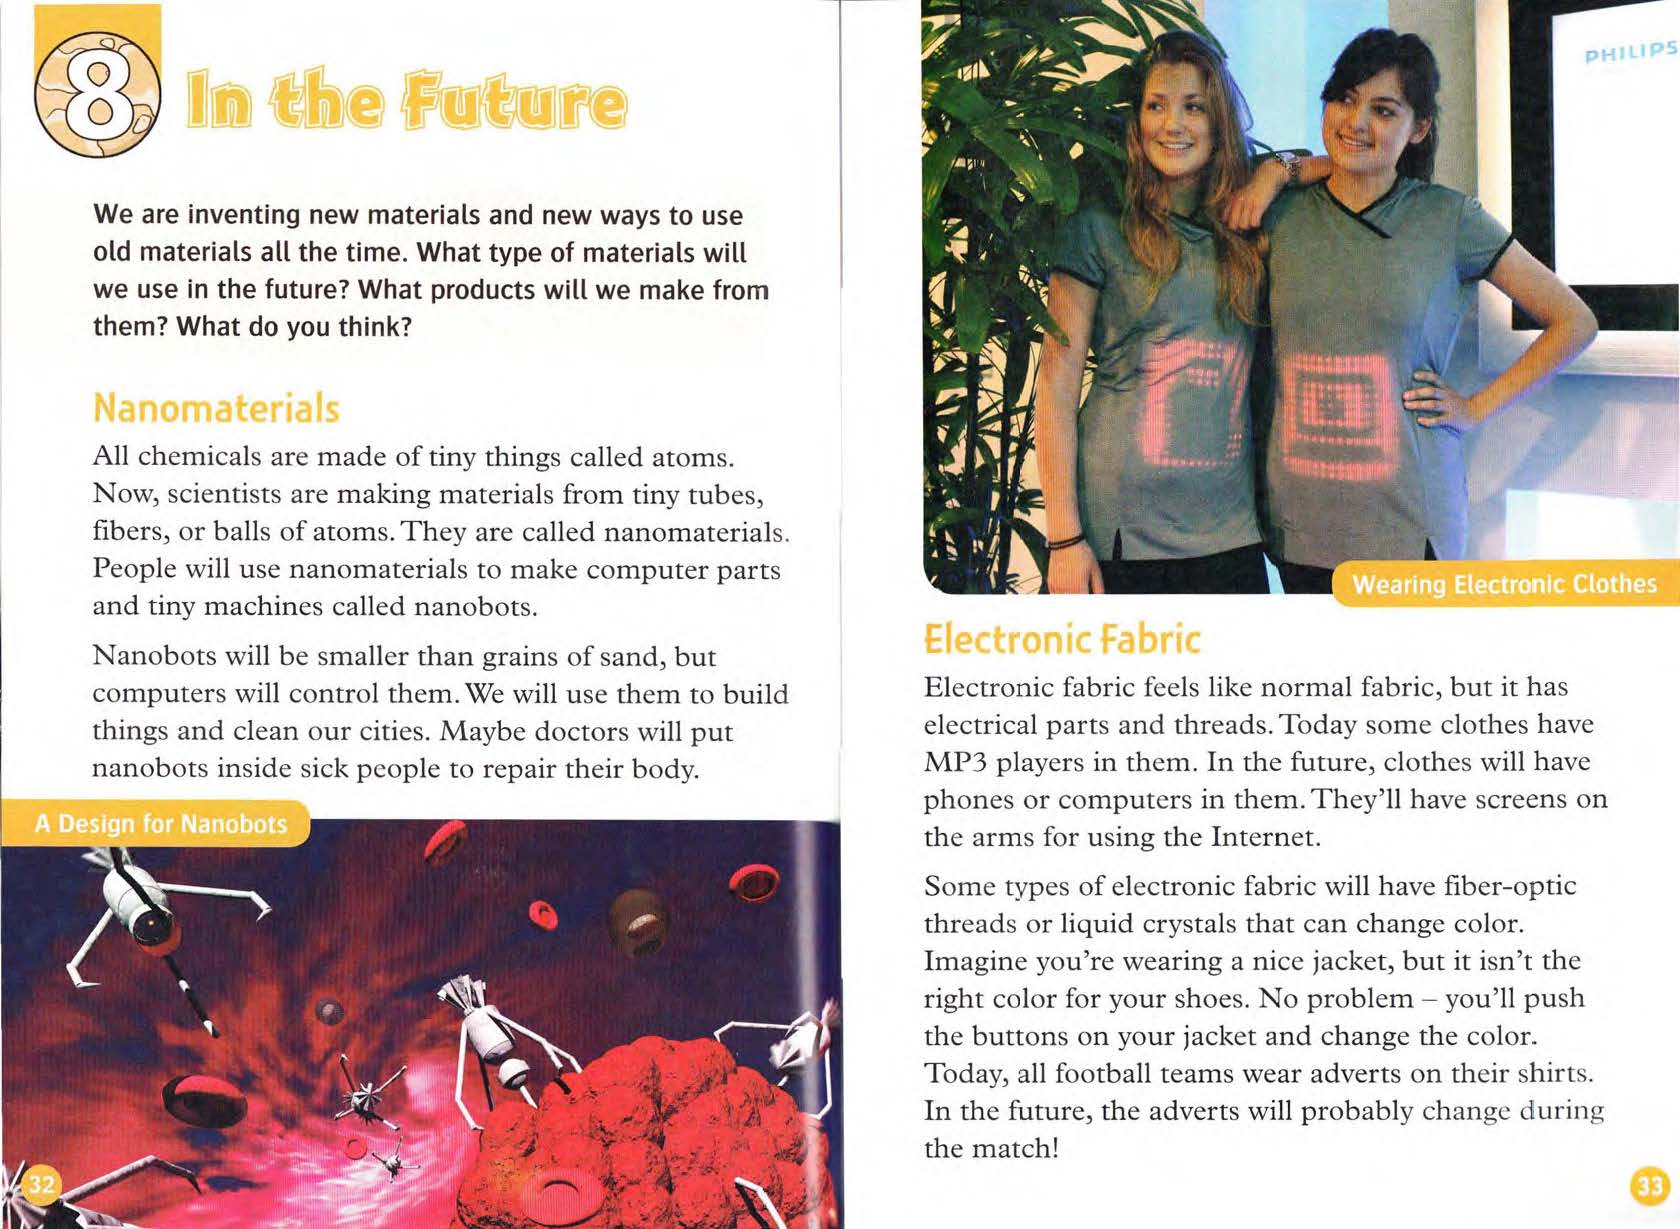 8
In the Future
We are inventing new materials and new ways to use
old materials all the time. What type of materials will
we use in the future? What products will we make from
them? What do you think?
Nanomaterials
All chemicals are made of tiny things called atoms.
Now, scientists are making materials from tiny tubes,
fibers, or balls of atoms. They are called nanomaterials.
People will use nanomaterials to make computer parts
and tiny machines called nanobots.
Nanobots will be smaller than grains of sand, but
computers will control them. We will use them to build
things and clean our cities. Maybe doctors will put
nanobots inside sick people to repair their body.
A Design for Nanobots
32
PHILIPS
Wearing Electronic Clothes
Electronic Fabric
Electronic fabric feels like normal fabric, but it has
electrical parts and threads. Today some clothes have
MP3 players in them. In the future, clothes will have
phones or computers in them. They'll have screens on
the arms for using the Internet.
Some types of electronic fabric will have fiber-optic
threads or liquid crystals that can change color.
Imagine you're wearing a nice jacket, but it isn't the
right color for your shoes. No problem – you'll push
the buttons on your jacket and change the color.
Today, all football teams wear adverts on their shirts.
In the future, the adverts will probably change during
the match!
33